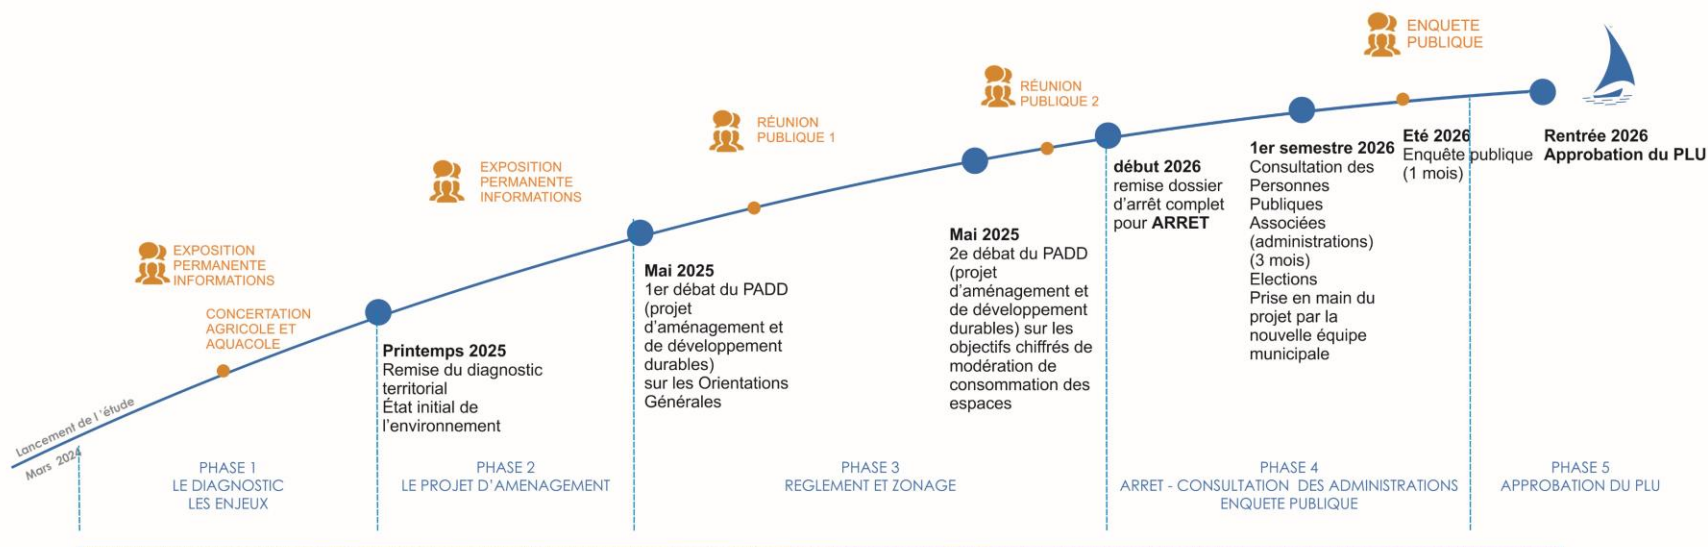 ENQUETE
PUBLIQUE
RÉUNION
PUBLIQUE 2
RÉUNION
PUBLIQUE 1
EXPOSITION
PERMANENTE
INFORMATIONS
EXPOSITION
PERMANENTE
INFORMATIONS
CONCERTATION
AGRICOLE ET
AQUACOLE
Lancement de l 'étude
Mars 2024
Printemps 2025
Remise du diagnostic
territorial
État initial de
l'environnement
Mai 2025
1er débat du PADD
(projet
d'aménagement et
de développement
durables)
sur les Orientations
Générales
Mai 2025
2e débat du PADD
(projet
d'aménagement et
de développement
durables) sur les
objectifs chiffrés de
modération de
consommation des
espaces
début 2026
remise dossier
d'arrêt complet
pour ARRET
1er semestre 2026
Consultation des
Personnes
Publiques
Associées
(administrations)
(3 mois)
Elections
Prise en main du
projet par la
nouvelle équipe
municipale
Eté 2026
Enquête publique
(1 mois)
Rentrée 2026
Approbation du PLU
PHASE 1
LE DIAGNOSTIC
LES ENJEUX
PHASE 2
LE PROJET D'AMENAGEMENT
PHASE 3
REGLEMENT ET ZONAGE
PHASE 4
ARRET - CONSULTATION DES ADMINISTRATIONS
ENQUETE PUBLIQUE
PHASE 5
APPROBATION DU PLU